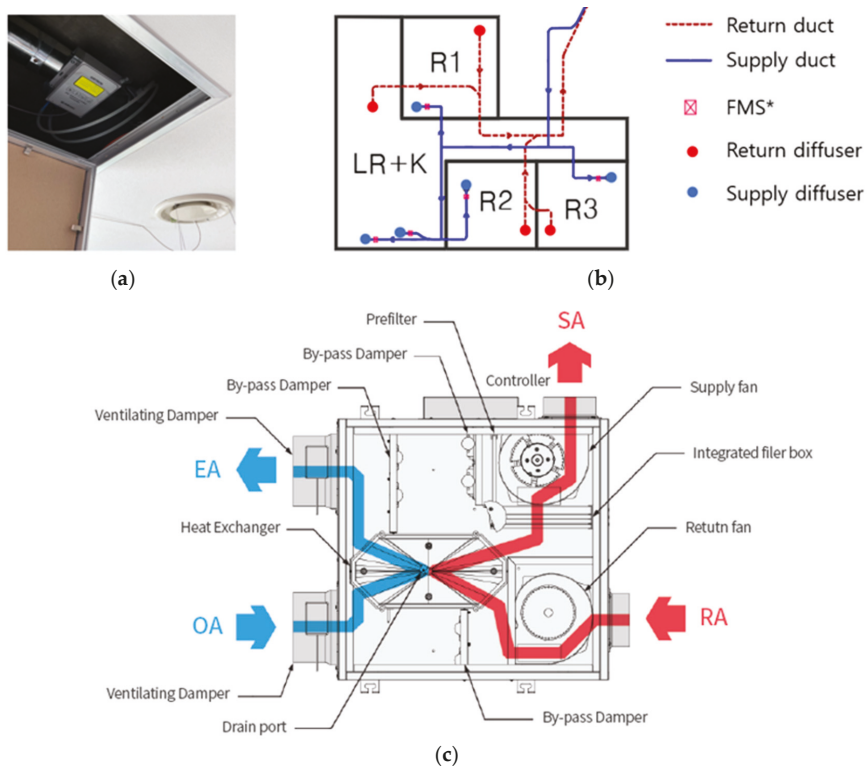 R1
LR+K
R2
R3
Return duct
Supply duct
FMS*
Return diffuser
Supply diffuser
(a)
(b)
Prefilter
By-pass Damper
By-pass Damper
Ventilating Damper
EA
Heat Exchanger
OA
Ventilating Damper
Drain port
SA
Controller
Supply fan
Integrated filer box
Retutn fan
RA
By-pass Damper
(c)